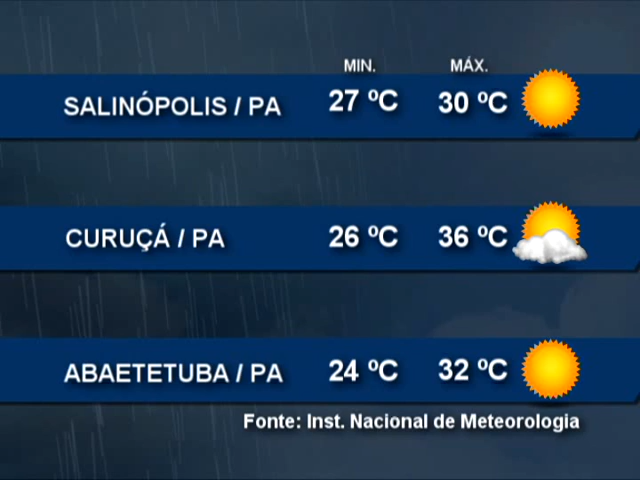 MIN. MÁX.
SALINÓPOLIS / PA 27 ºC 30 ºC
CURUÇÁ / PA 26 ºC 36 ºC
ABAETETUBA / PA 24 ºC 32 ºC
Fonte: Inst. Nacional de Meteorologia